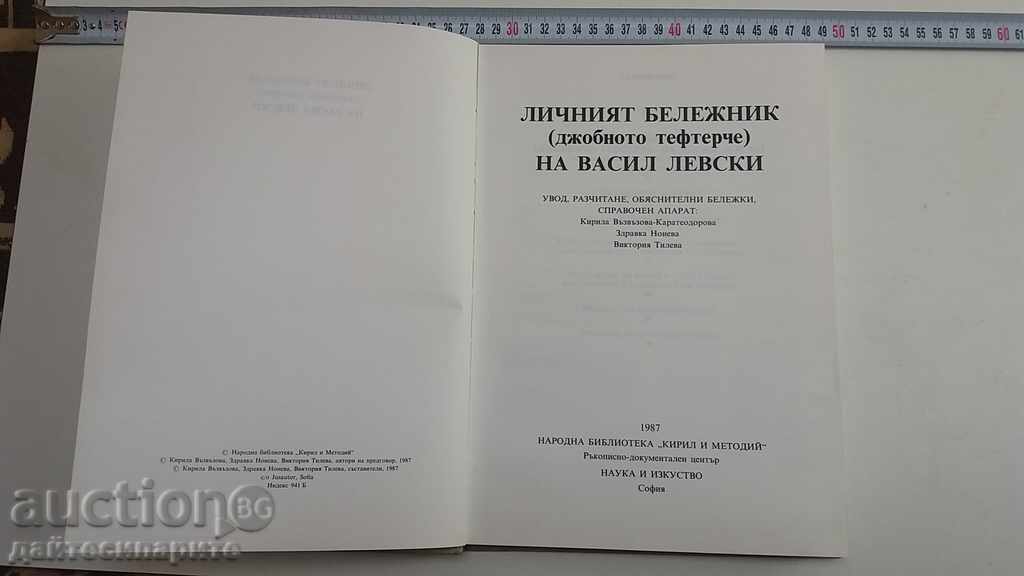 © Народна библиотека „Кирил и Методий"
© Кирила Възвъзова, Здравка Нонева, Виктория Тилева, автори на предговор, 1987
© Кирила Възвъзова, Здравка Нонева, Виктория Тилева, съставители, 1987
c/o Jusautor, Sofia
Индекс 941 Б
ЛИЧНИЯТ БЕЛЕЖНИК
(джобното тефтерче)
НА ВАСИЛ ЛЕВСКИ
УВОД, РАЗЧИТАНЕ, ОБЯСНИТЕЛНИ БЕЛЕЖКИ,
СПРАВОЧЕН АПАРАТ:
Кирила Възвъзова-Каратеодорова
Здравка Нонева
Виктория Тилева
1987
НАРОДНА БИБЛИОТЕКА „КИРИЛ И МЕТОДИЙ"
Ръкописно-документален център
НАУКА И ИЗКУСТВО
София
auction BG
дайтеспарите